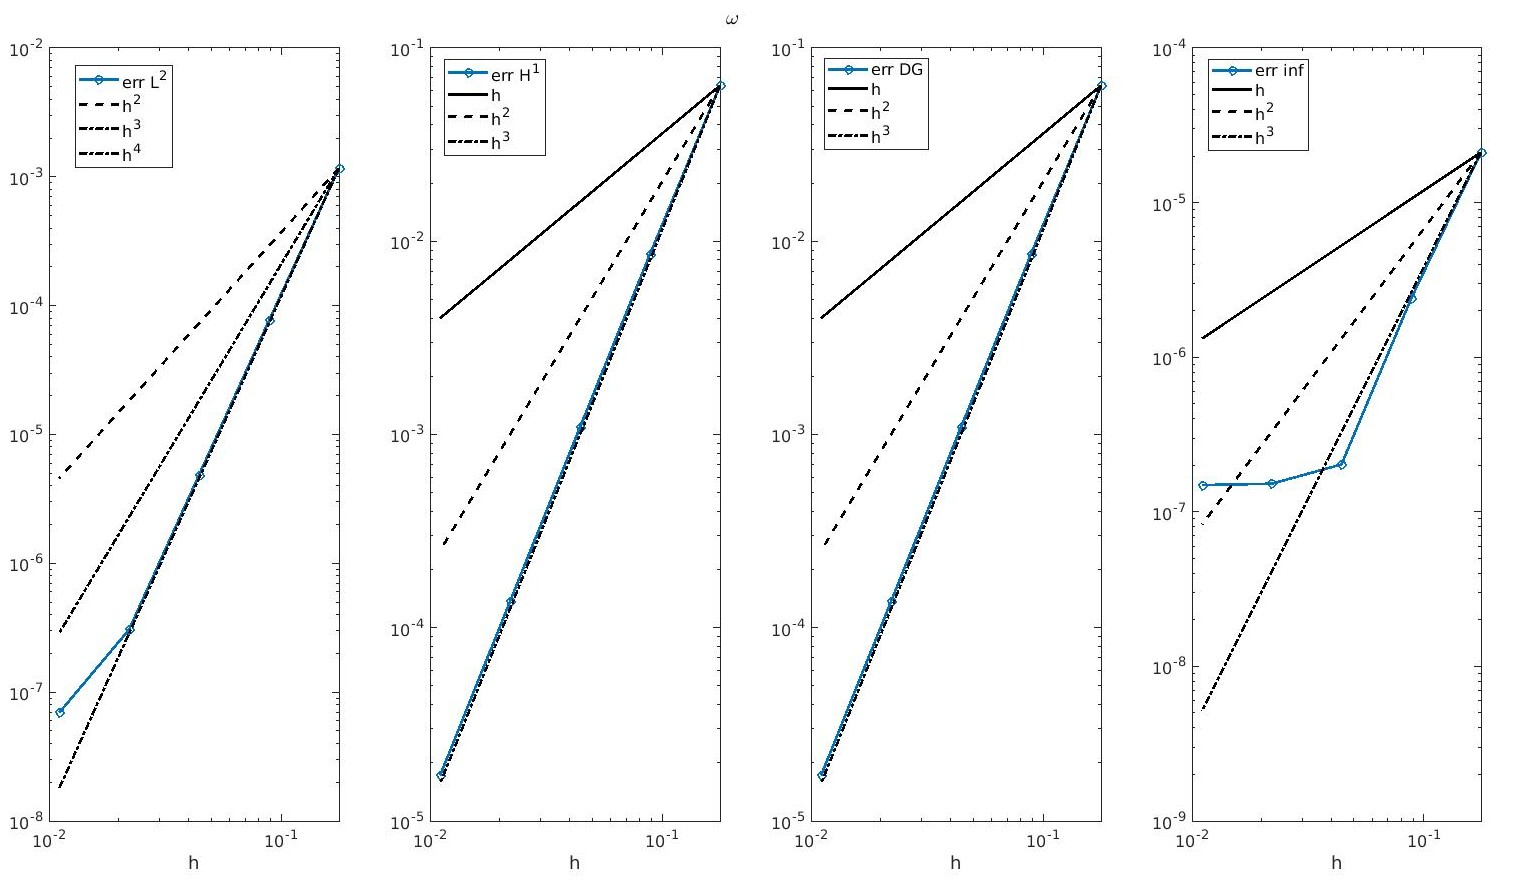 ω
10⁻²
10⁻³
10⁻⁴
10⁻⁵
10⁻⁶
10⁻⁷
10⁻⁸
err L²
h²
h³
h⁴
10⁻² 10⁻¹
h
10⁻¹
10⁻²
10⁻³
10⁻⁴
10⁻⁵
err H¹
h
h²
h³
10⁻² 10⁻¹
h
10⁻¹
10⁻²
10⁻³
10⁻⁴
10⁻⁵
err DG
h
h²
h³
10⁻² 10⁻¹
h
10⁻⁴
10⁻⁵
10⁻⁶
10⁻⁷
10⁻⁸
10⁻⁹
err inf
h
h²
h³
10⁻² 10⁻¹
h